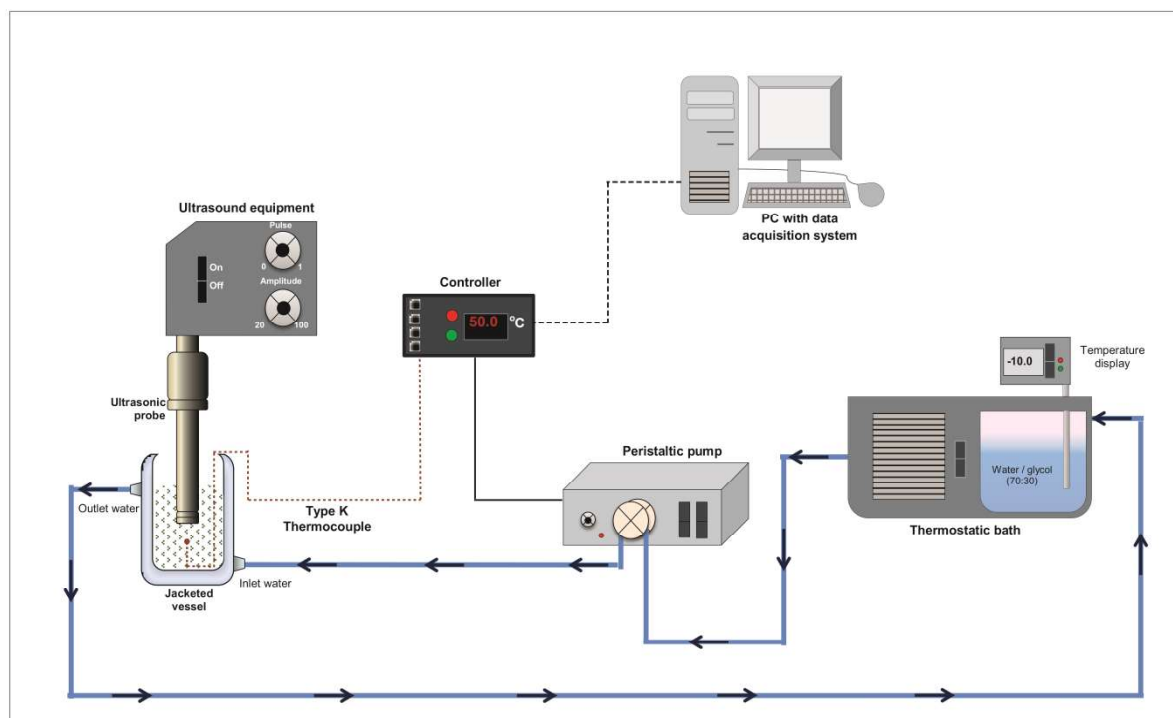 PC with data
acquisition system
Ultrasound equipment
Pulse
0 1
On
Off
Amplitude
20 100
Controller
50.0 °C
-10.0
Temperature
display
Ultrasonic
probe
Peristaltic pump
Water / glycol
(70:30)
Thermostatic bath
Type K
Thermocouple
Outlet water
Inlet water
Jacketed
vessel